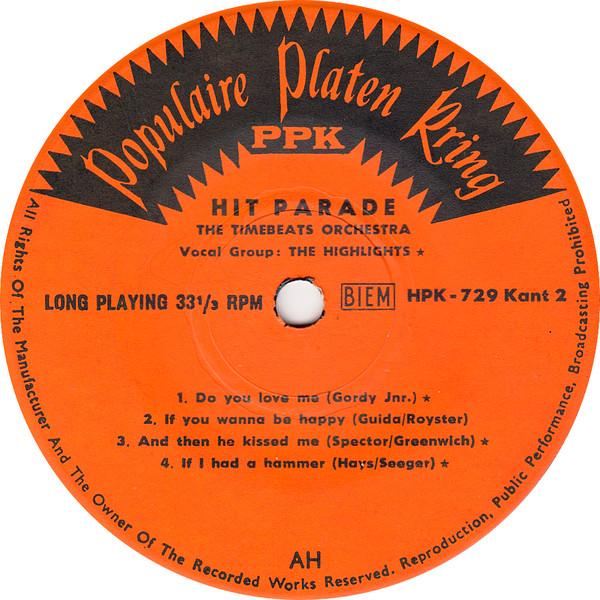 Populaire Platen Kring
PPK
HIT PARADE
THE TIMEBEATS ORCHESTRA
Vocal Group: THE HIGHLIGHTS ★
LONG PLAYING 33 1/3 RPM
BIEM
HPK-729 Kant 2
1. Do you love me (Gordy Jnr.) ★
2. If you wanna be happy (Guida/Royster)
3. And then he kissed me (Spector/Greenwich) ★
4. If I had a hammer (Hays/Seeger) ★
AH
All Rights Of The Manufacturer And The Owner Of The Recorded Works Reserved. Reproduction, Public Performance, Broadcasting Prohibited